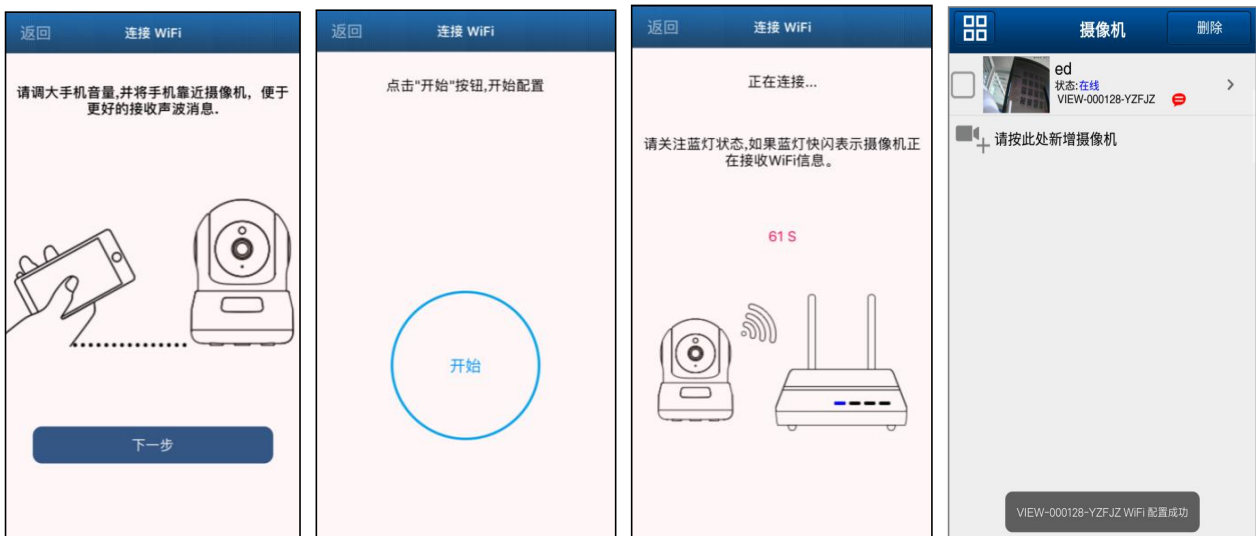 返回
连接 WiFi
请调大手机音量,并将手机靠近摄像机，便于
更好的接收声波消息.
下一步
返回
连接 WiFi
点击"开始"按钮,开始配置
开始
返回
连接 WiFi
正在连接...
请关注蓝灯状态,如果蓝灯快闪表示摄像机正
在接收WiFi信息。
61 S
摄像机
删除
ed
状态:在线
VIEW-000128-YZFJZ
请按此处新增摄像机
VIEW-000128-YZFJZ WiFi 配置成功